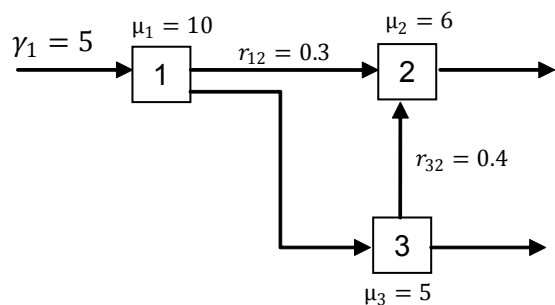 μ₁ = 10
μ₂ = 6
γ₁ = 5
r₁₂ = 0.3
1
2
r₃₂ = 0.4
3
μ₃ = 5